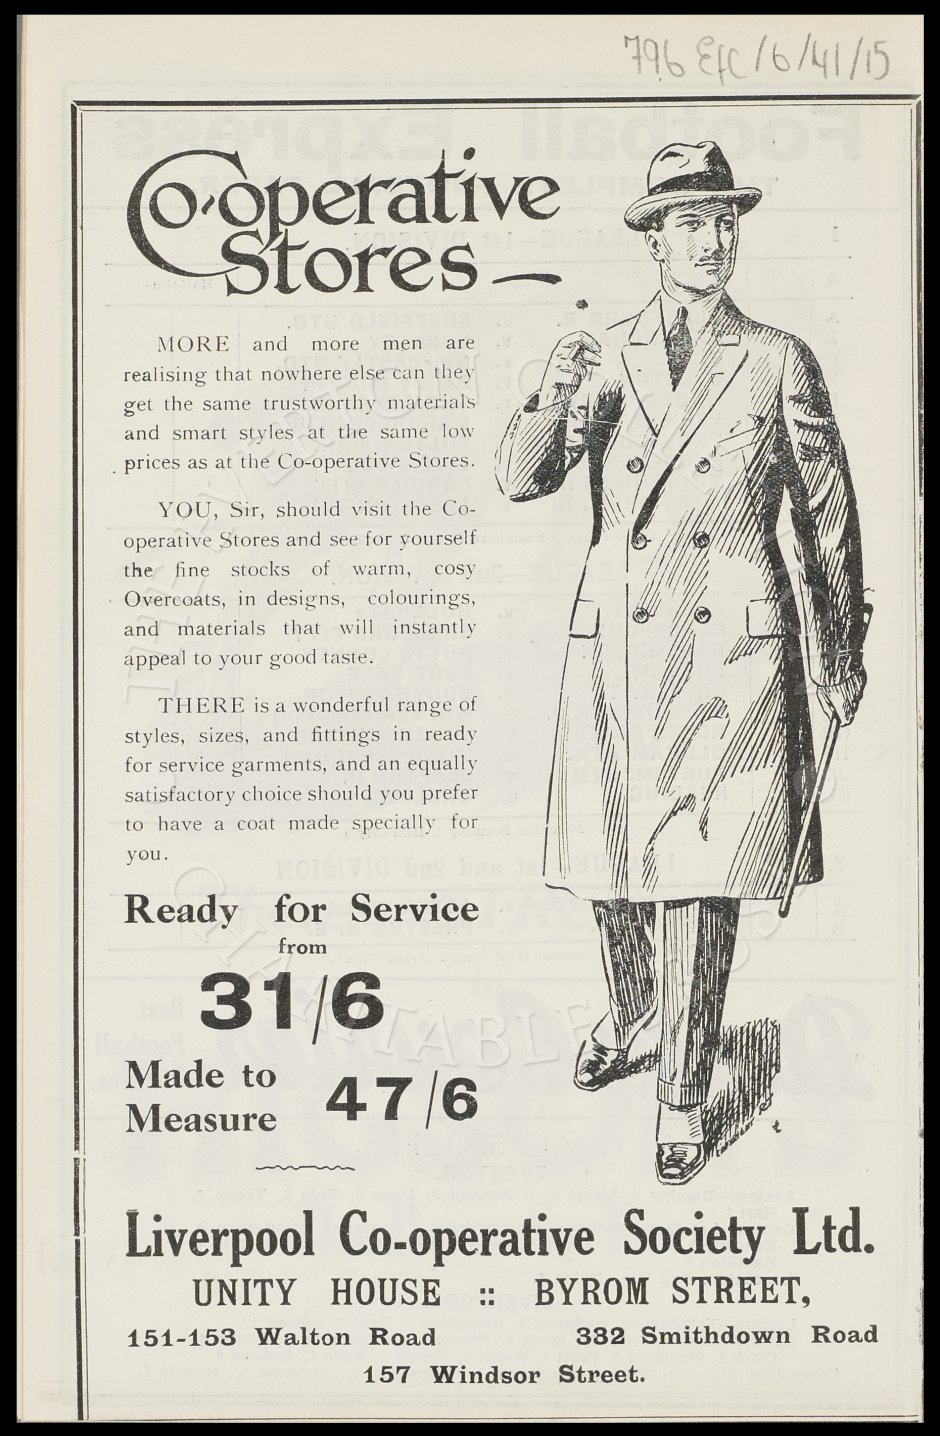 796 EfC/6/41/15
Co-operative
Stores—
MORE and more men are
realising that nowhere else can they
get the same trustworthy materials
and smart styles at the same low
prices as at the Co-operative Stores.
YOU, Sir, should visit the Co-
operative Stores and see for yourself
the fine stocks of warm, cosy
Overcoats, in designs, colourings,
and materials that will instantly
appeal to your good taste.
THERE is a wonderful range of
styles, sizes, and fittings in ready
for service garments, and an equally
satisfactory choice should you prefer
to have a coat made specially for
you.
Ready for Service
from
31/6
Made to
Measure 47/6
Liverpool Co-operative Society Ltd.
UNITY HOUSE :: BYROM STREET,
151-153 Walton Road 332 Smithdown Road
157 Windsor Street.